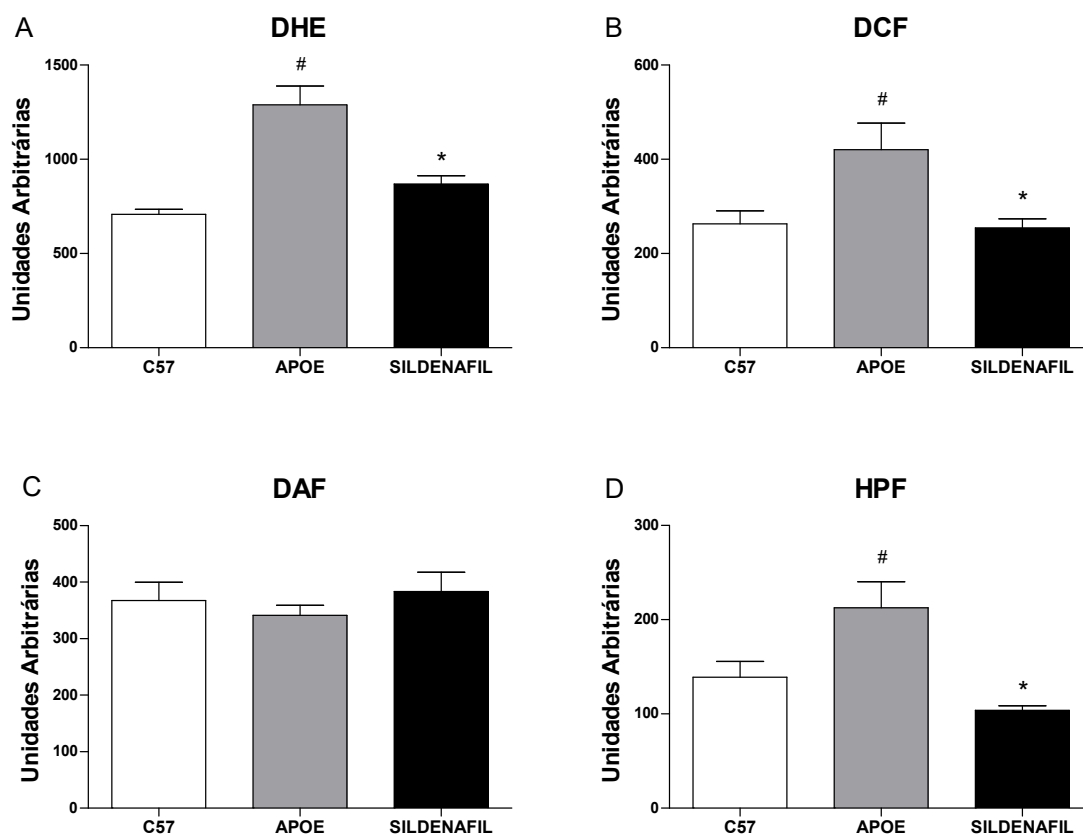 A
DHE
Unidades Arbitrárias
1500
1000
500
0
#
*
C57 APOE SILDENAFIL
B
DCF
Unidades Arbitrárias
600
400
200
0
#
*
C57 APOE SILDENAFIL
C
DAF
Unidades Arbitrárias
500
400
300
200
100
0
C57 APOE SILDENAFIL
D
HPF
Unidades Arbitrárias
300
200
100
0
#
*
C57 APOE SILDENAFIL